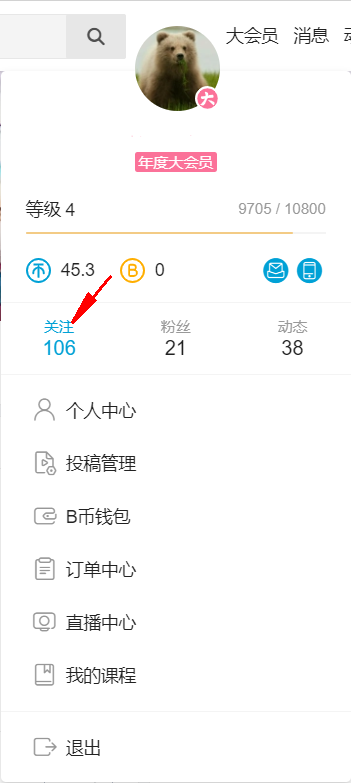 大会员 消息
大
年度大会员
等级 4 9705 / 10800
币 45.3 B 0
关注 粉丝 动态
106 21 38
个人中心
投稿管理
B币钱包
订单中心
直播中心
我的课程
退出